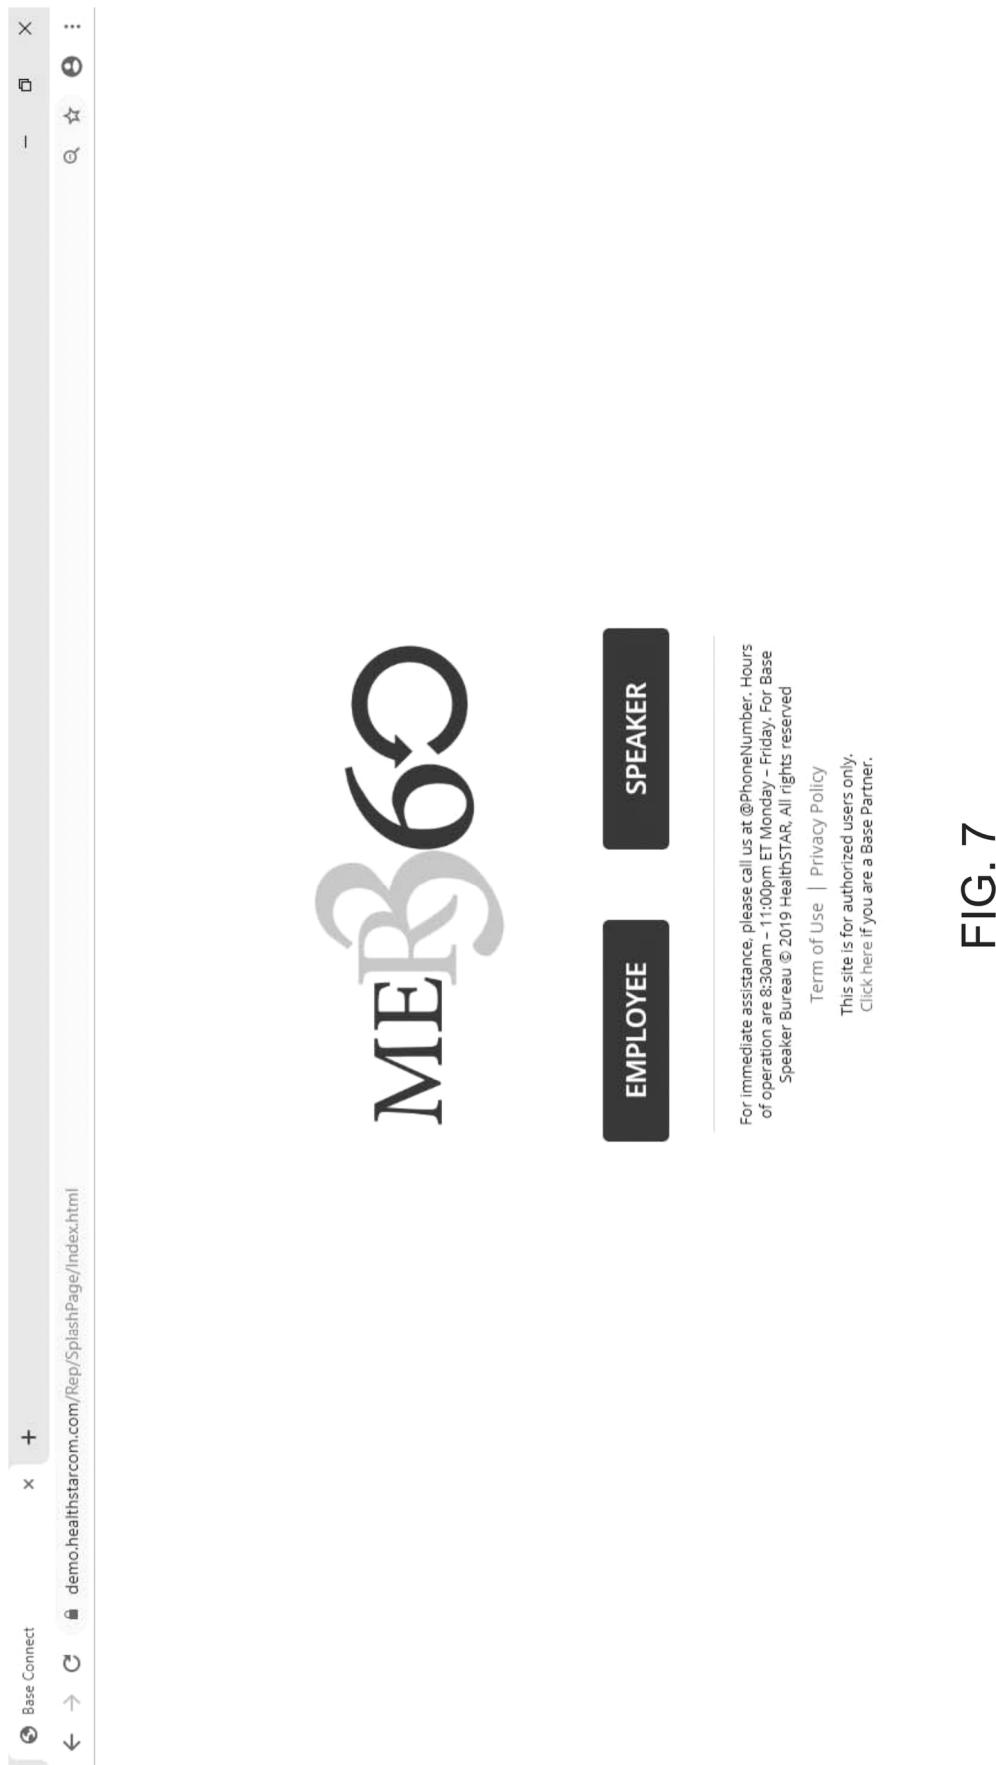 Base Connect
demo.healthstarcom.com/Rep/SplashPage/Index.html
MER360
EMPLOYEE
SPEAKER
For immediate assistance, please call us at @PhoneNumber. Hours
of operation are 8:30am – 11:00pm ET Monday – Friday. For Base
Speaker Bureau © 2019 HealthSTAR, All rights reserved
Term of Use | Privacy Policy
This site is for authorized users only.
Click here if you are a Base Partner.
FIG. 7